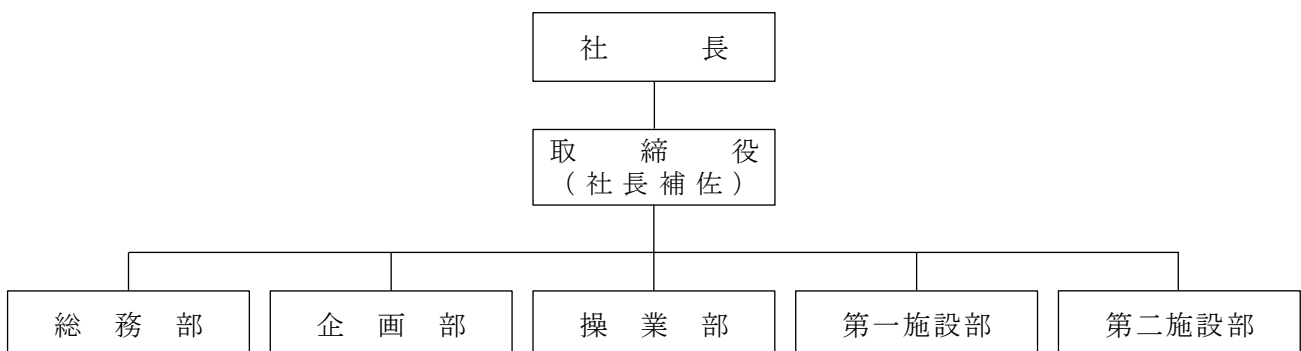 社長
取締役
（社長補佐）
総務部
企画部
操業部
第一施設部
第二施設部